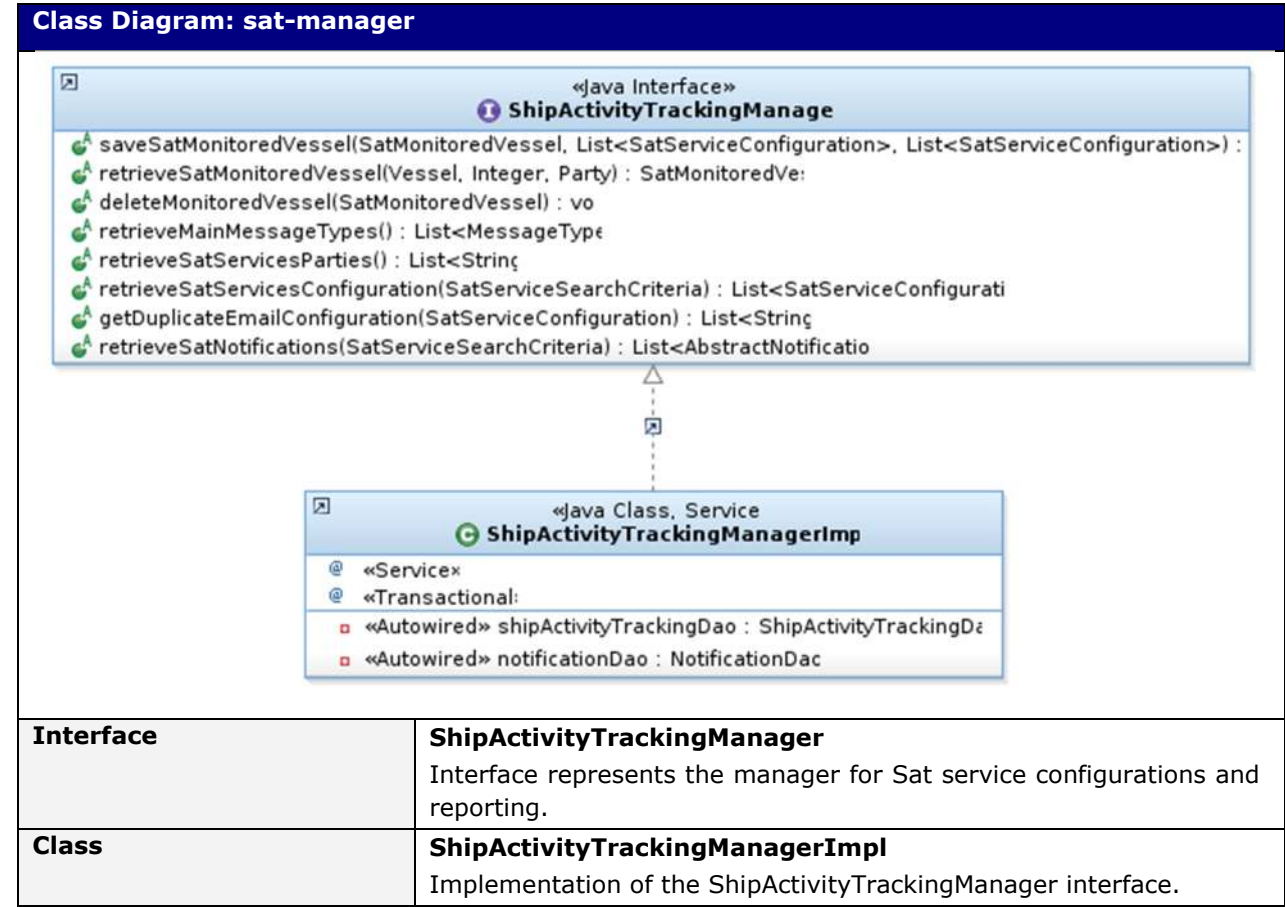 Class Diagram: sat-manager
«Java Interface»
I ShipActivityTrackingManage
saveSatMonitoredVessel(SatMonitoredVessel, List<SatServiceConfiguration>, List<SatServiceConfiguration>) :
retrieveSatMonitoredVessel(Vessel, Integer, Party) : SatMonitoredVe
deleteMonitoredVessel(SatMonitoredVessel) : vo
retrieveMainMessageTypes() : List<MessageType
retrieveSatServicesParties() : List<String
retrieveSatServicesConfiguration(SatServiceSearchCriteria) : List<SatServiceConfigurati
getDuplicateEmailConfiguration(SatServiceConfiguration) : List<String
retrieveSatNotifications(SatServiceSearchCriteria) : List<AbstractNotificatio
«Java Class, Service
C ShipActivityTrackingManagerImp
@ «Service»
@ «Transactional
«Autowired» shipActivityTrackingDao : ShipActivityTrackingDa
«Autowired» notificationDao : NotificationDao
Interface
ShipActivityTrackingManager
Interface represents the manager for Sat service configurations and
reporting.
Class
ShipActivityTrackingManagerImpl
Implementation of the ShipActivityTrackingManager interface.